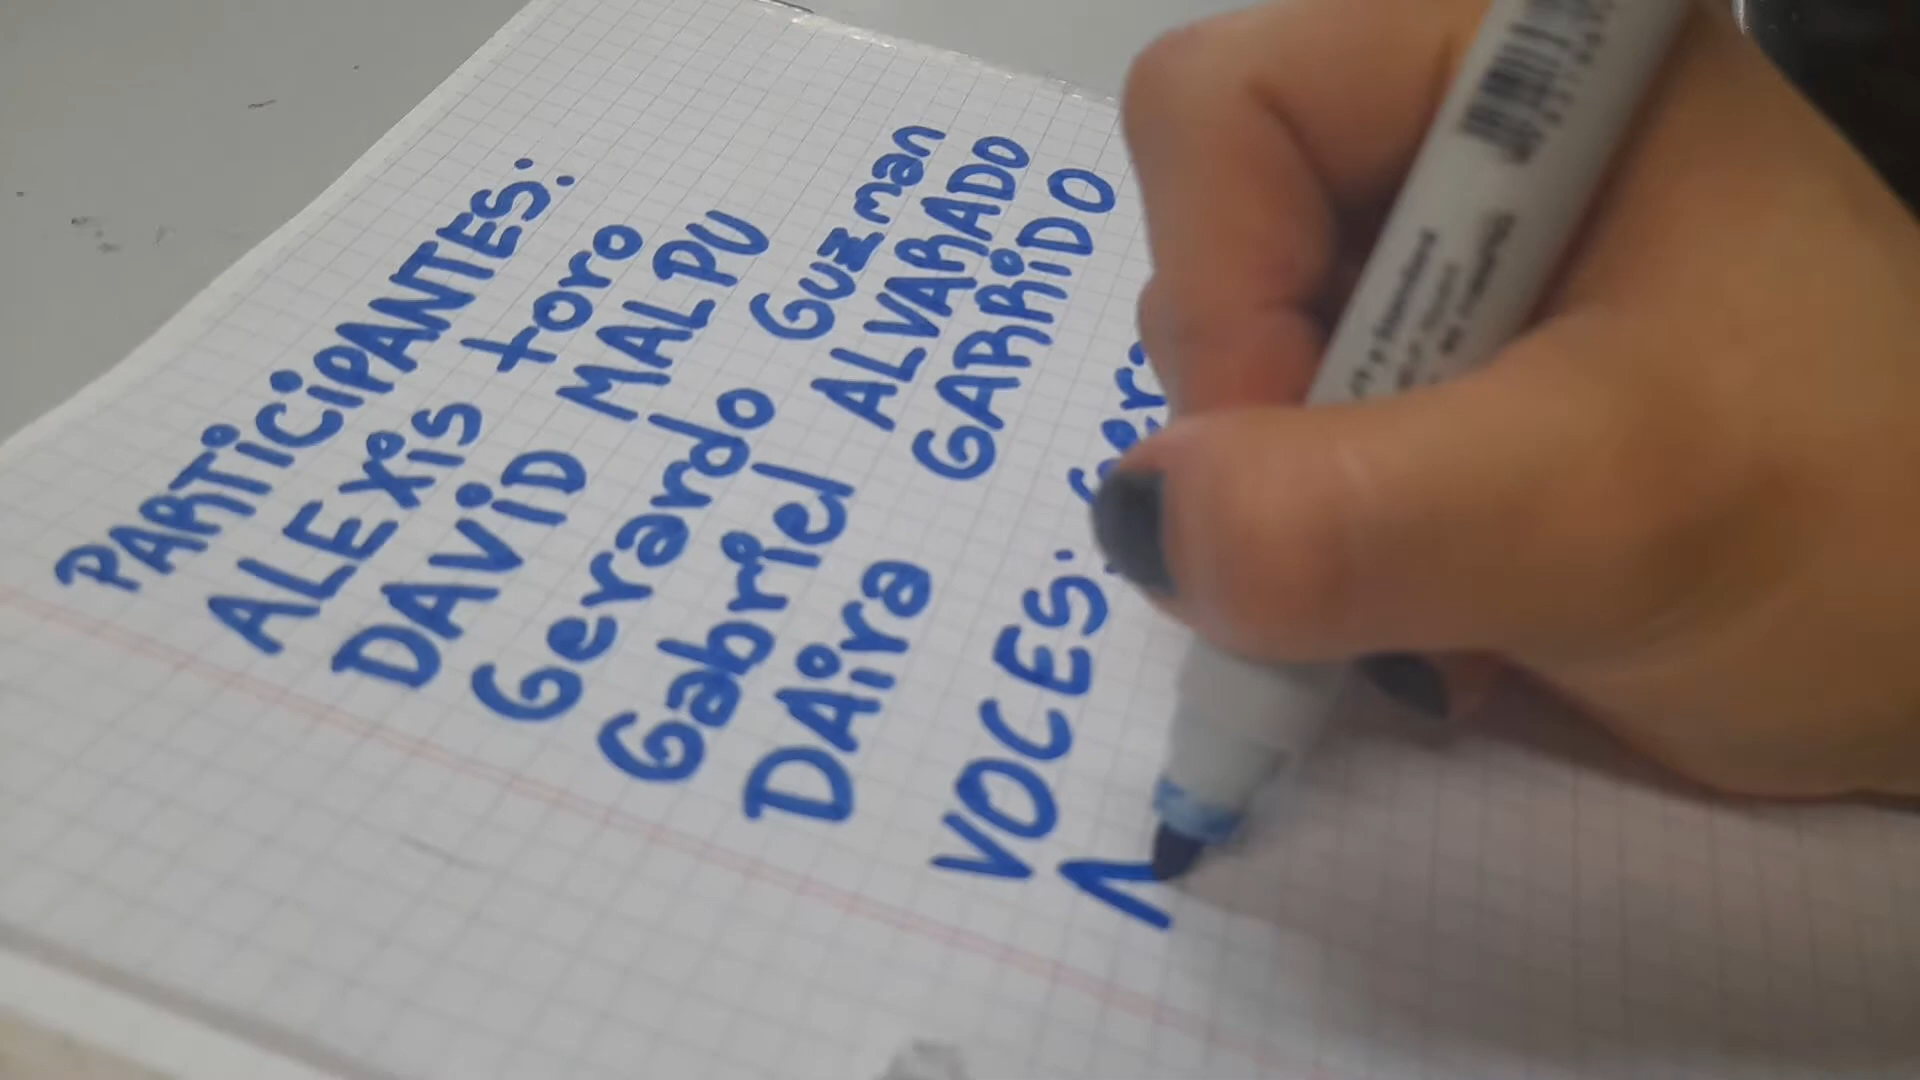 PARTiCiPANTES:
ALEXis toro
DAViD MALPU
Gerardo Guzman
Gabriel ALVARADO
DAira GARRiDO
VOCES: